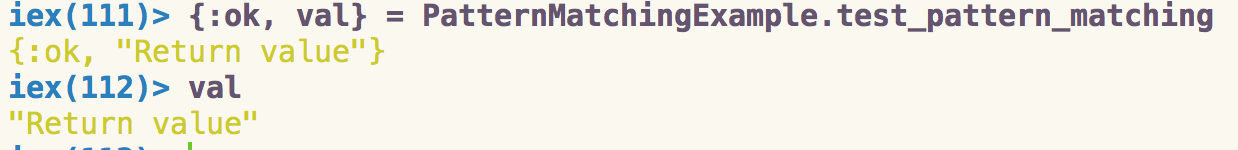 iex(111)> {:ok, val} = PatternMatchingExample.test_pattern_matching
{:ok, "Return value"}
iex(112)> val
"Return value"